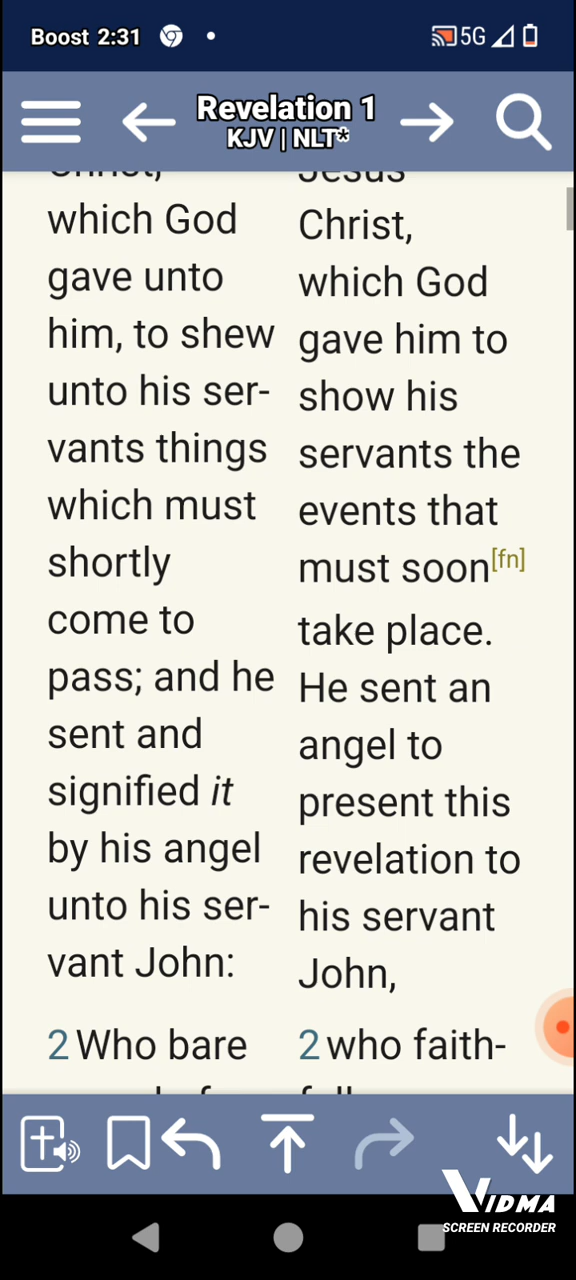 Boost 2:31
5G
Revelation 1
KJV | NLT*
Christ,
which God
gave unto
him, to shew
unto his ser-
vants things
which must
shortly
come to
pass; and he
sent and
signified it
by his angel
unto his ser-
vant John:
2 Who bare
Jesus
Christ,
which God
gave him to
show his
servants the
events that
must soon[fn]
take place.
He sent an
angel to
present this
revelation to
his servant
John,
2 who faith-
VIDMA
SCREEN RECORDER